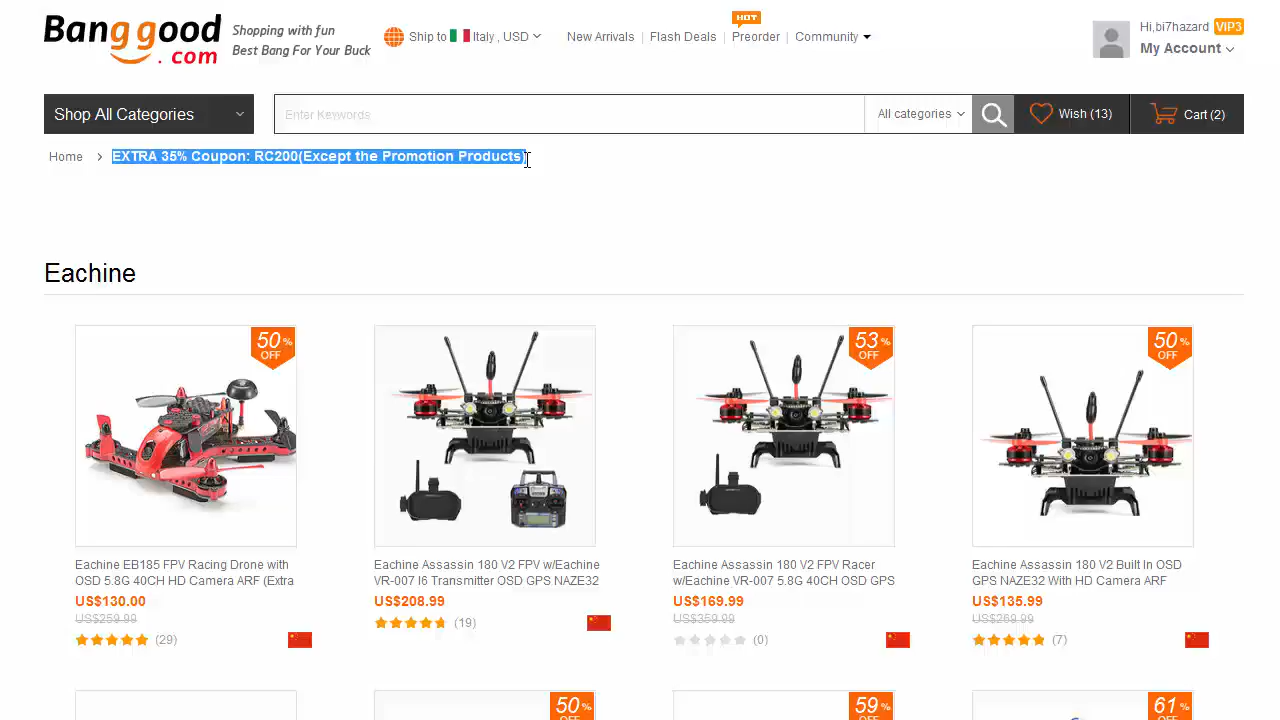 Banggood
.com
Shopping with fun
Best Bang For Your Buck
Ship to Italy , USD
New Arrivals
Flash Deals
HOT
Preorder
Community
Hi,bi7hazard VIP3
My Account
Shop All Categories
Enter Keywords
All categories
Wish (13)
Cart (2)
Home > EXTRA 35% Coupon: RC200(Except the Promotion Products)
Eachine
50% OFF
53% OFF
50% OFF
Eachine EB185 FPV Racing Drone with
OSD 5.8G 40CH HD Camera ARF (Extra
US$130.00
US$259.99
(29)
Eachine Assassin 180 V2 FPV w/Eachine
VR-007 I6 Transmitter OSD GPS NAZE32
US$208.99
(19)
Eachine Assassin 180 V2 FPV Racer
w/Eachine VR-007 5.8G 40CH OSD GPS
US$169.99
US$359.99
(0)
Eachine Assassin 180 V2 Built In OSD
GPS NAZE32 With HD Camera ARF
US$135.99
US$269.99
(7)
50% OFF
59% OFF
61% OFF